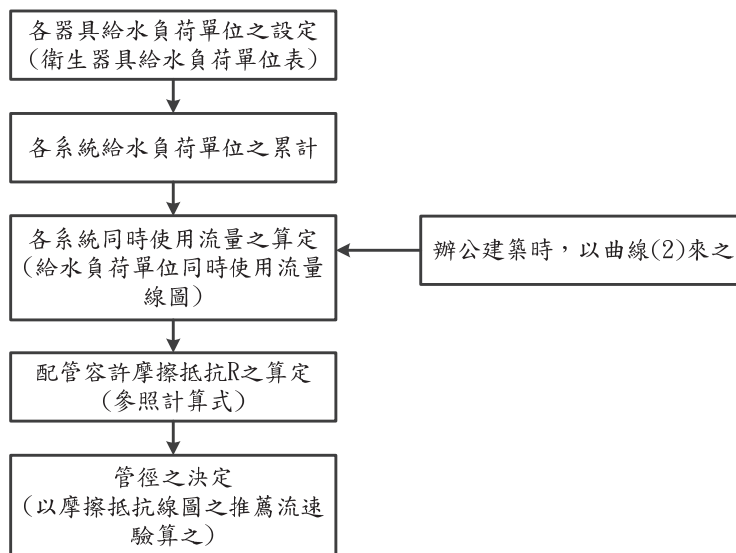 各器具給水負荷單位之設定
(衛生器具給水負荷單位表)
各系統給水負荷單位之累計
各系統同時使用流量之算定
(給水負荷單位同時使用流量
線圖)
辦公建築時，以曲線(2)來之
配管容許摩擦抵抗R之算定
(參照計算式)
管徑之決定
(以摩擦抵抗線圖之推薦流速
驗算之)